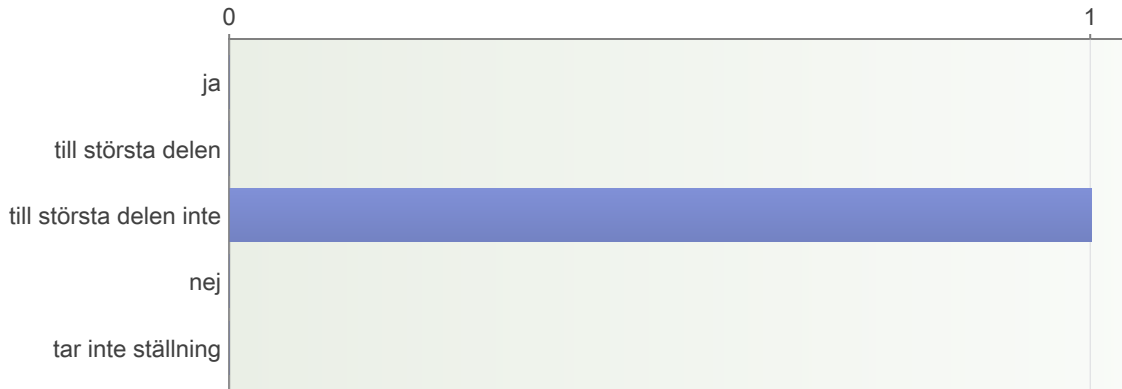 0 1
ja
till största delen
till största delen inte
nej
tar inte ställning